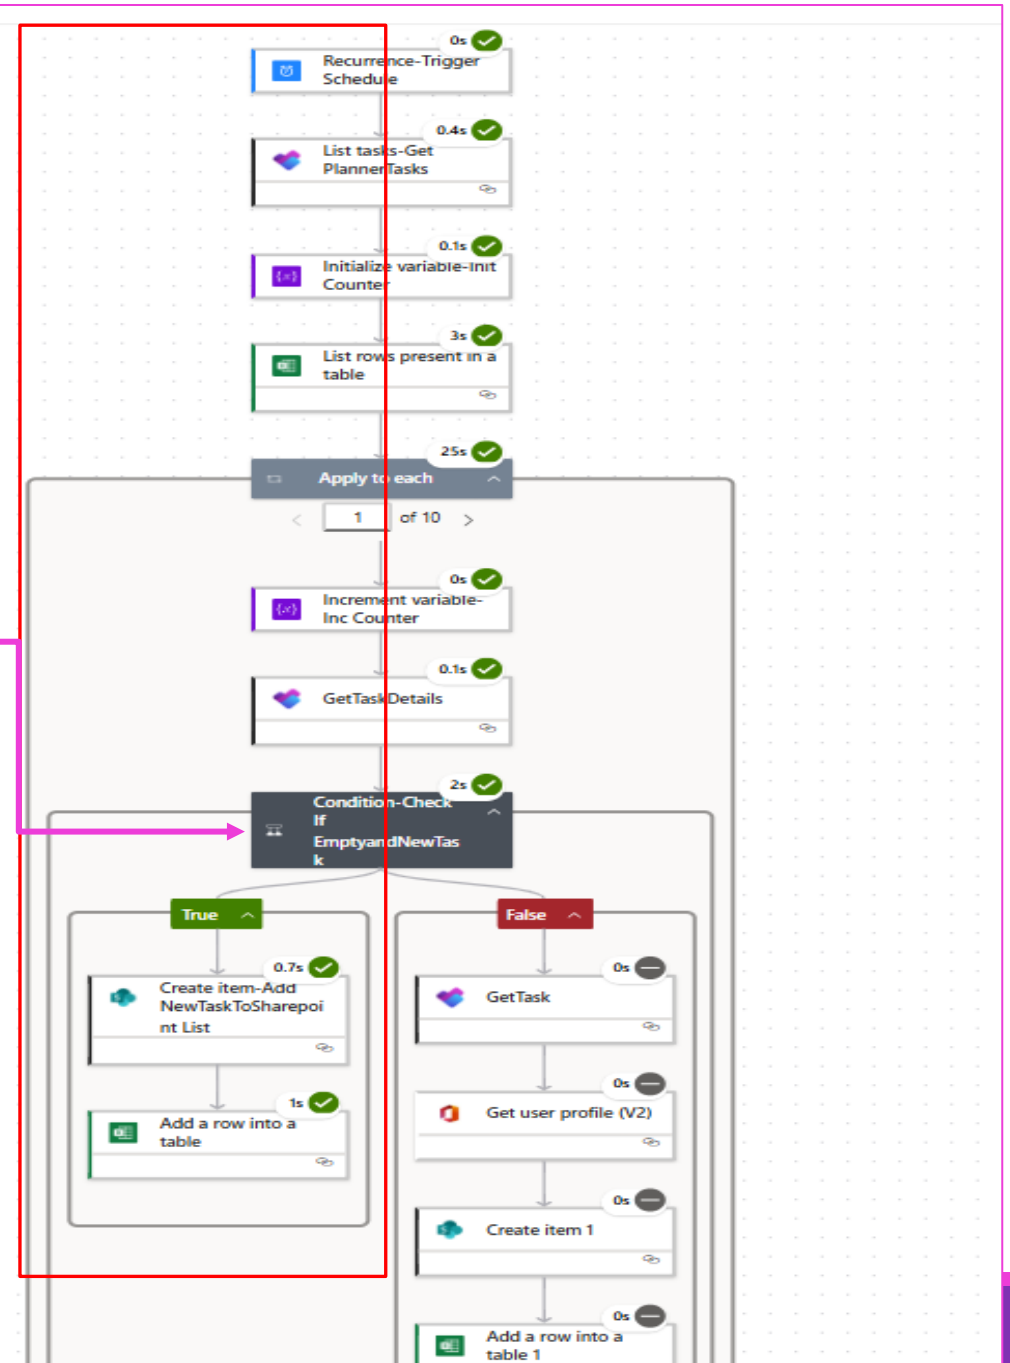 0s
Recurrence-Trigger
Schedule
0.4s
List tasks-Get
PlannerTasks
0.1s
Initialize variable-Init
Counter
3s
List rows present in a
table
25s
Apply to each
1 of 10
0s
Increment variable-
Inc Counter
0.1s
GetTaskDetails
2s
Condition-Check
If
EmptyandNewTas
k
True
0.7s
Create item-Add
NewTaskToSharepoi
nt List
1s
Add a row into a
table
False
0s
GetTask
0s
Get user profile (V2)
0s
Create item 1
0s
Add a row into a
table 1